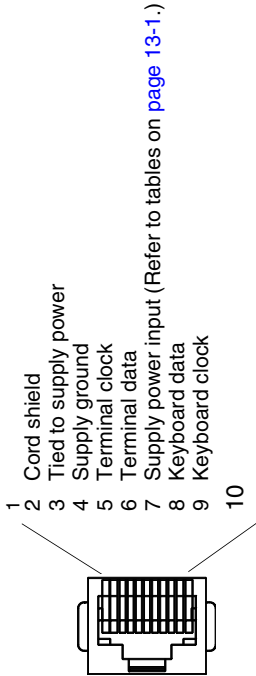 1
2 Cord shield
3 Tied to supply power
4 Supply ground
5 Terminal clock
6 Terminal data
7 Supply power input (Refer to tables on page 13-1.)
8 Keyboard data
9 Keyboard clock
10